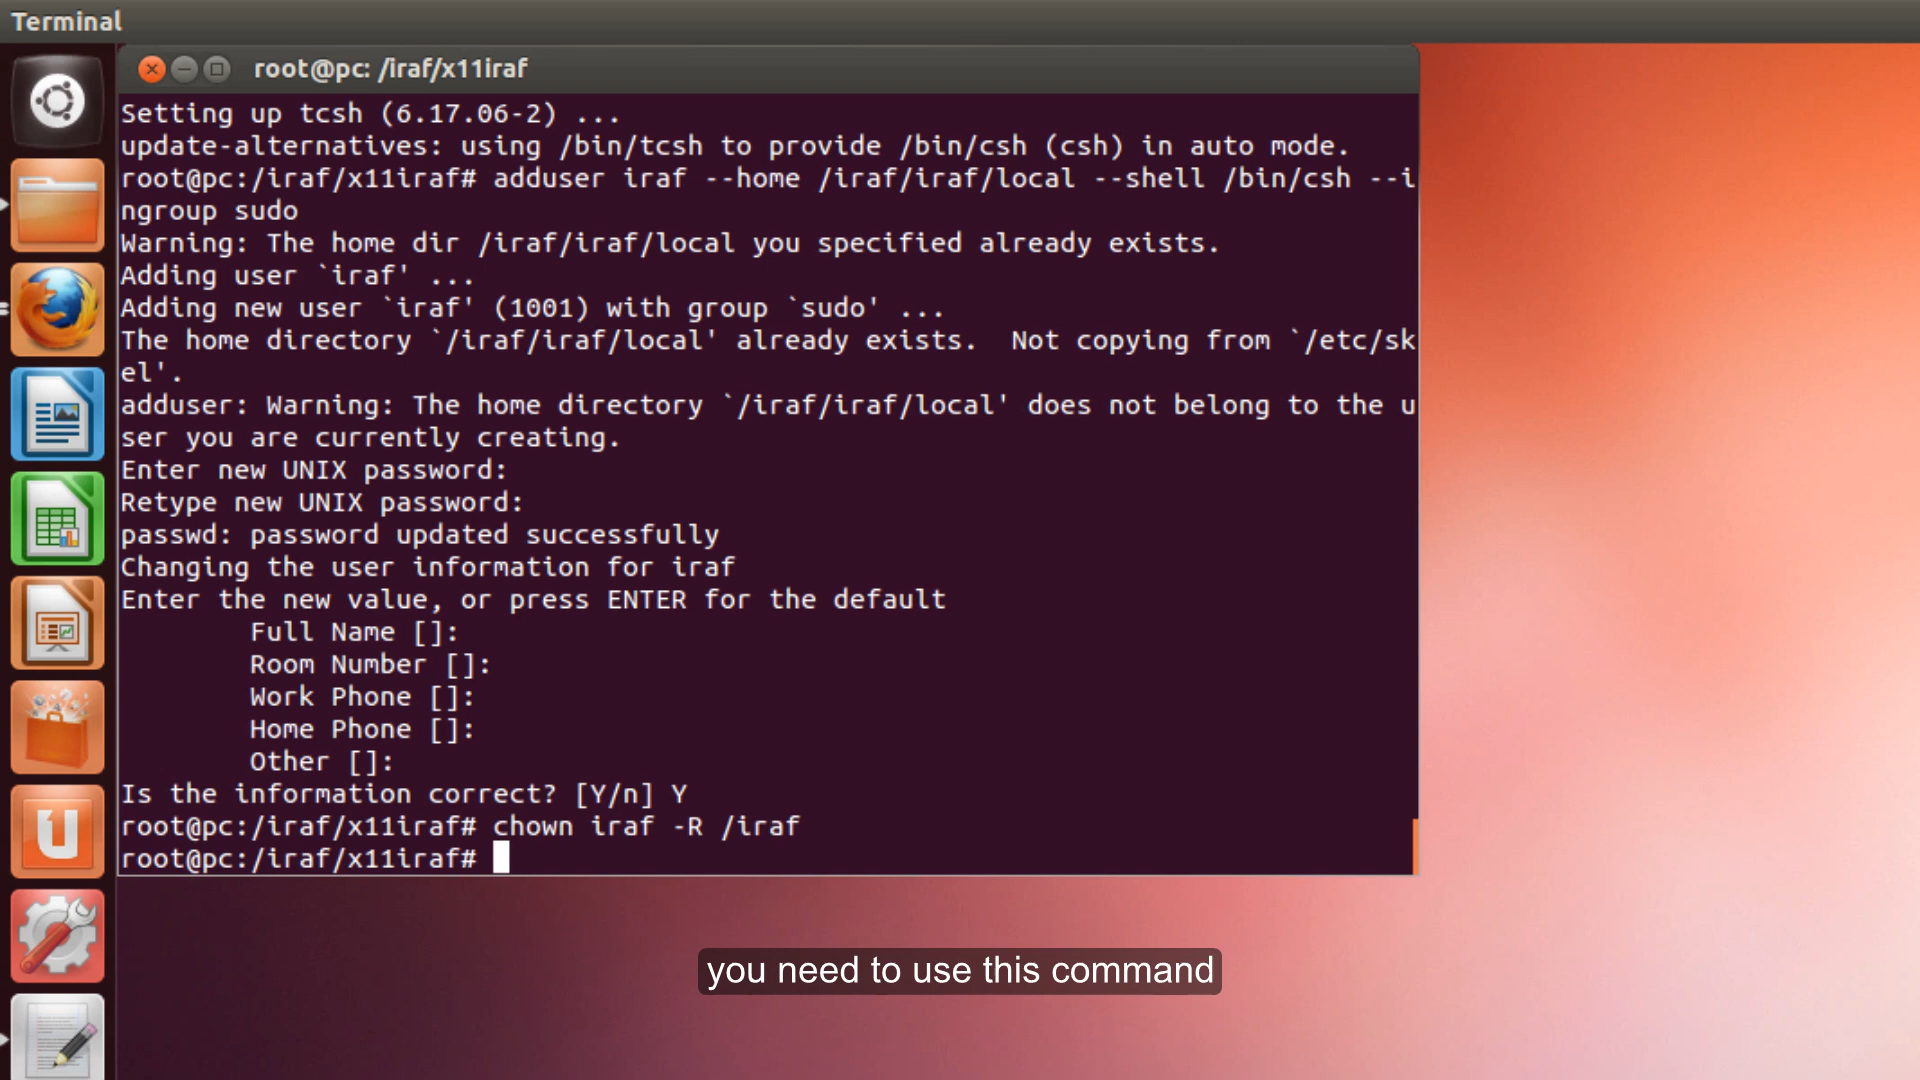 Terminal
root@pc: /iraf/x11iraf
Setting up tcsh (6.17.06-2) ...
update-alternatives: using /bin/tcsh to provide /bin/csh (csh) in auto mode.
root@pc:/iraf/x11iraf# adduser iraf --home /iraf/iraf/local --shell /bin/csh --i
ngroup sudo
Warning: The home dir /iraf/iraf/local you specified already exists.
Adding user `iraf' ...
Adding new user `iraf' (1001) with group `sudo' ...
The home directory `/iraf/iraf/local' already exists.  Not copying from `/etc/sk
el'.
adduser: Warning: The home directory `/iraf/iraf/local' does not belong to the u
ser you are currently creating.
Enter new UNIX password:
Retype new UNIX password:
passwd: password updated successfully
Changing the user information for iraf
Enter the new value, or press ENTER for the default
Full Name []:
Room Number []:
Work Phone []:
Home Phone []:
Other []:
Is the information correct? [Y/n] Y
root@pc:/iraf/x11iraf# chown iraf -R /iraf
root@pc:/iraf/x11iraf#
you need to use this command